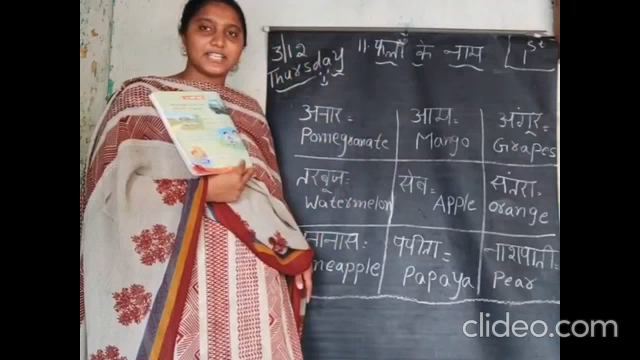 3/12
Thursday
॥ फलों के नाम
1st
अनार = आम = अंगूर =
Pomegranate Mango Grapes
तरबूज = सेब = संतरा =
Watermelon Apple Orange
पपीता = नाशपाती =
Papaya Pear
clideo.com